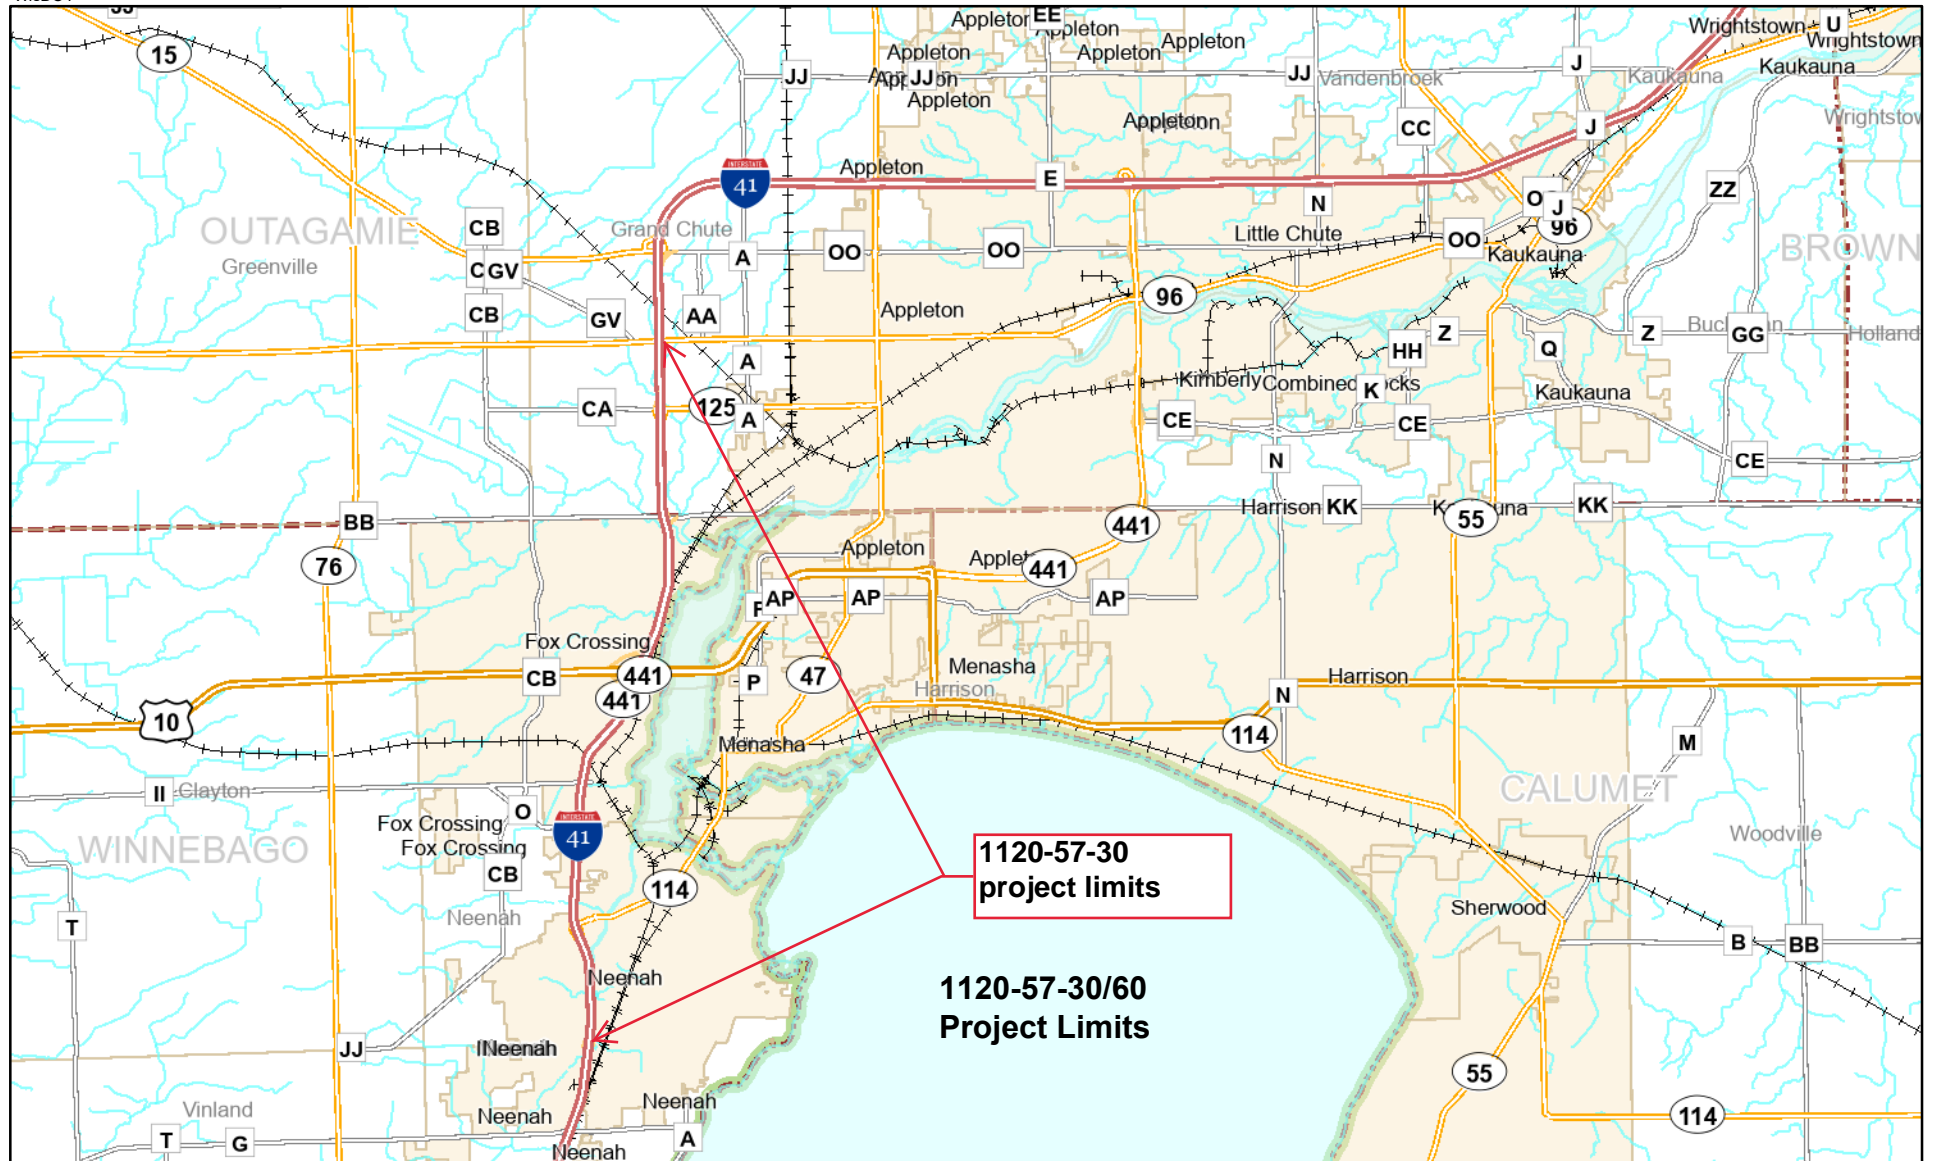 JJ
EE
Appleton
Wrightstown
U
Wrightstown
15
Appleton
Appleton
Appleton
Appleton
JJ
JJ
JJ
Vandenbroek
J
Kaukauna
Kaukauna
Appleton
Appleton
CC
J
Appleton
INTERSTATE
41
E
N
ZZ
J
96
OUTAGAMIE
Greenville
CB
Grand Chute
A
OO
OO
Little Chute
OO
Kaukauna
BROWN
GV
CB
GV
AA
Appleton
96
HH
Z
Q
Z
GG
Holland
A
Kimberly
K
Kaukauna
CA
125
A
CE
CE
N
CE
BB
441
Harrison
KK
55
KK
76
Appleton
441
AP
AP
AP
Fox Crossing
CB
441
441
P
47
Menasha
Harrison
N
Harrison
10
114
M
Menasha
II
Clayton
O
CALUMET
Fox Crossing
Fox Crossing
INTERSTATE
41
WINNEBAGO
Woodville
CB
114
1120-57-30
project limits
T
Neenah
Sherwood
B
BB
Neenah
1120-57-30/60
Project Limits
JJ
Neenah
55
Vinland
Neenah
Neenah
114
T
G
A
Neenah